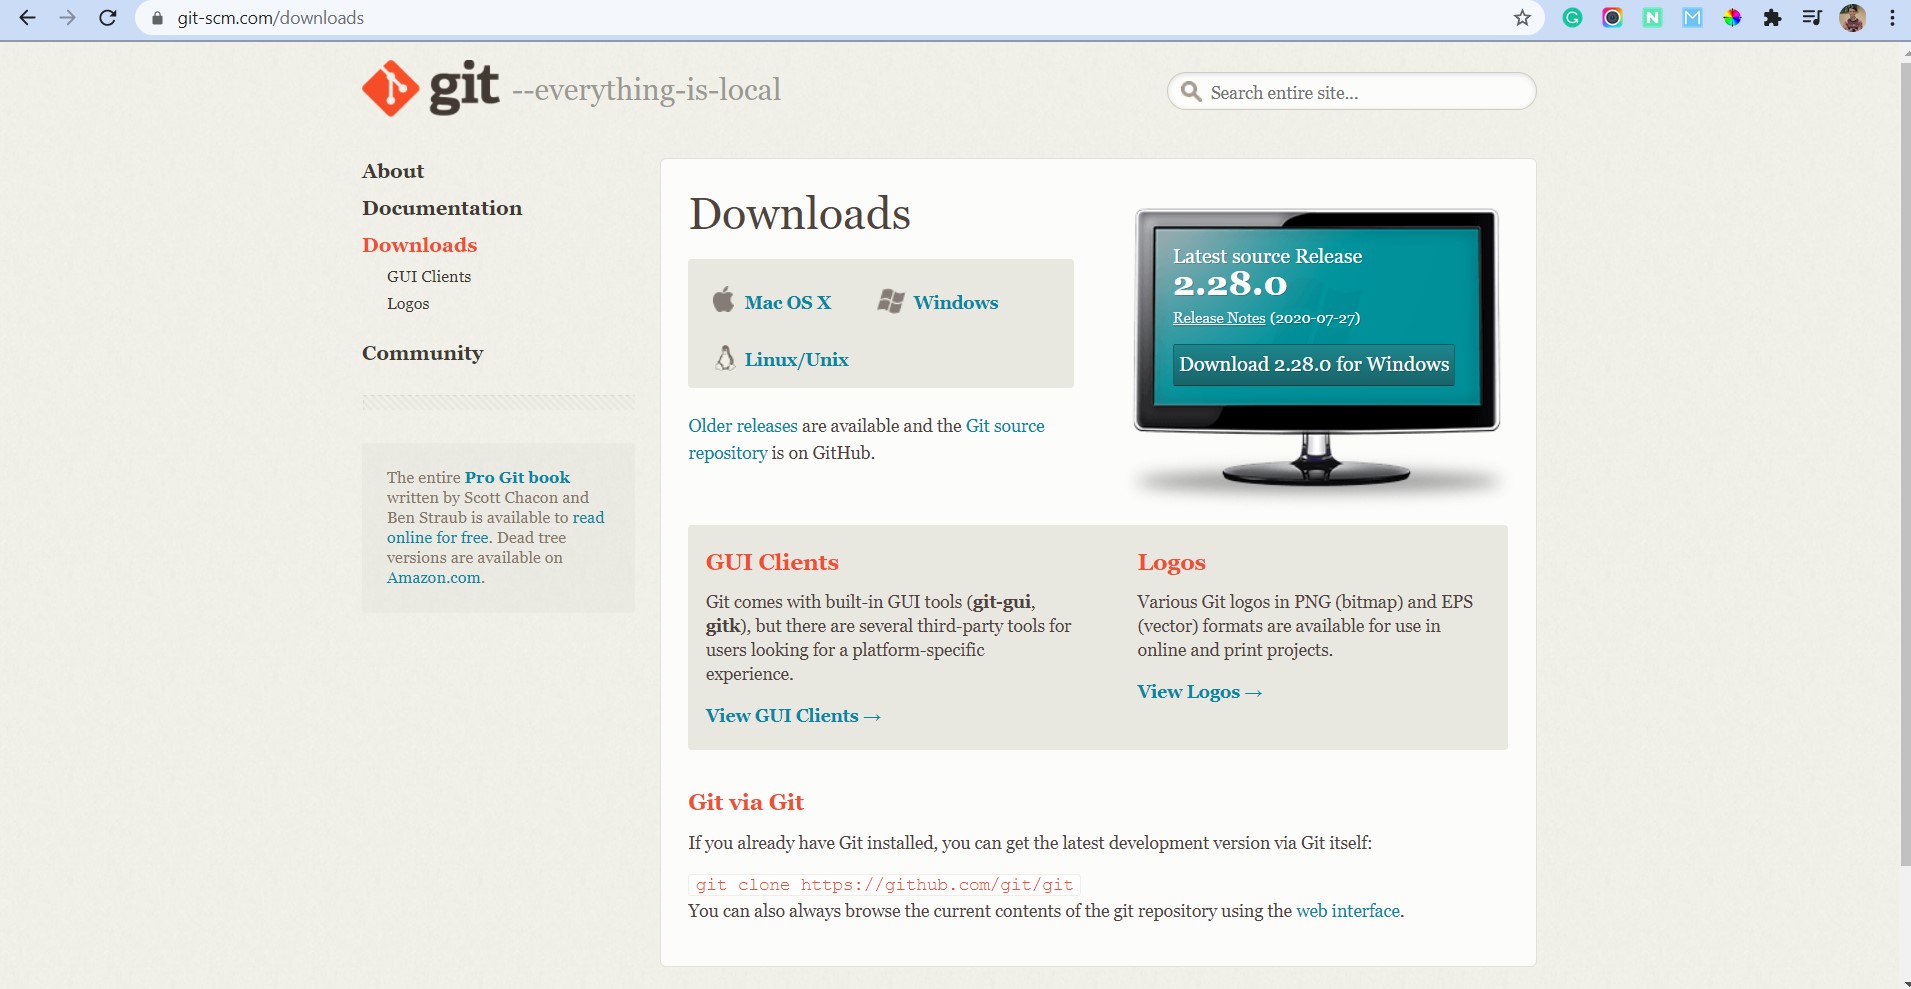 git-scm.com/downloads
git --everything-is-local
Search entire site...
About
Documentation
Downloads
GUI Clients
Logos
Community
The entire Pro Git book
written by Scott Chacon and
Ben Straub is available to read
online for free. Dead tree
versions are available on
Amazon.com.
Downloads
Mac OS X
Windows
Linux/Unix
Older releases are available and the Git source
repository is on GitHub.
Latest source Release
2.28.0
Release Notes (2020-07-27)
Download 2.28.0 for Windows
GUI Clients
Git comes with built-in GUI tools (git-gui,
gitk), but there are several third-party tools for
users looking for a platform-specific
experience.
View GUI Clients →
Logos
Various Git logos in PNG (bitmap) and EPS
(vector) formats are available for use in
online and print projects.
View Logos →
Git via Git
If you already have Git installed, you can get the latest development version via Git itself:
git clone https://github.com/git/git
You can also always browse the current contents of the git repository using the web interface.